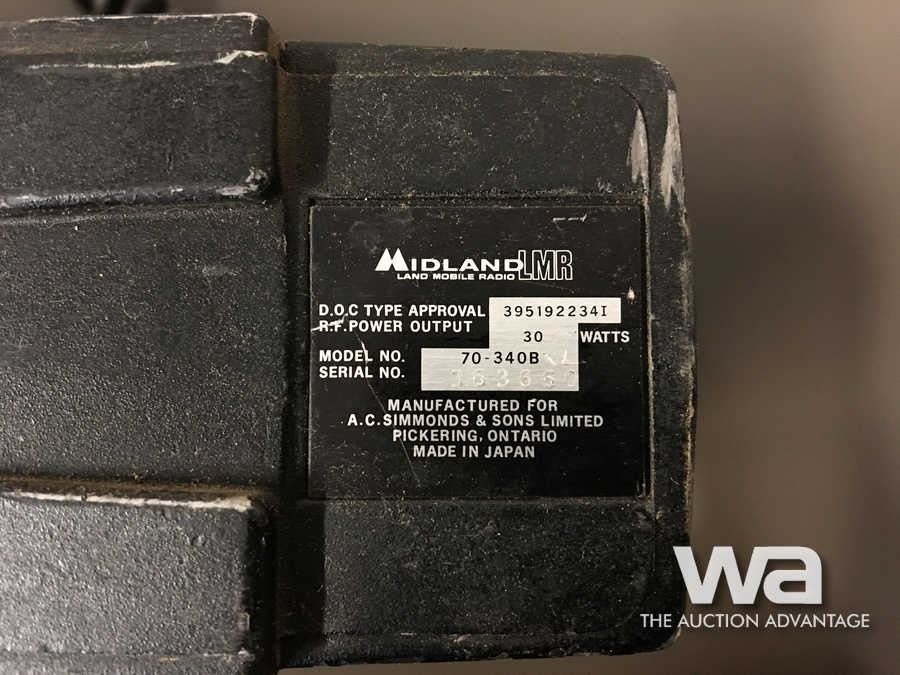 MIDLAND LMR
LAND MOBILE RADIO
D.O.C TYPE APPROVAL 395192234I
R.F. POWER OUTPUT 30 WATTS
MODEL NO. 70-340B
SERIAL NO.
MANUFACTURED FOR
A.C. SIMMONDS & SONS LIMITED
PICKERING, ONTARIO
MADE IN JAPAN
wa
THE AUCTION ADVANTAGE